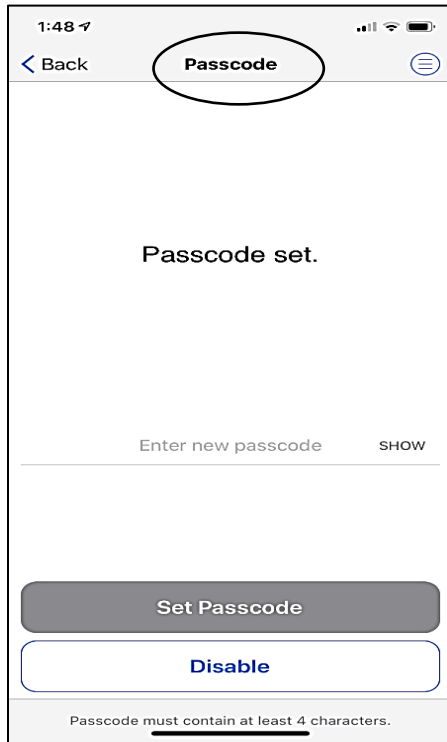 1:48
Back Passcode
Passcode set.
Enter new passcode SHOW
Set Passcode
Disable
Passcode must contain at least 4 characters.